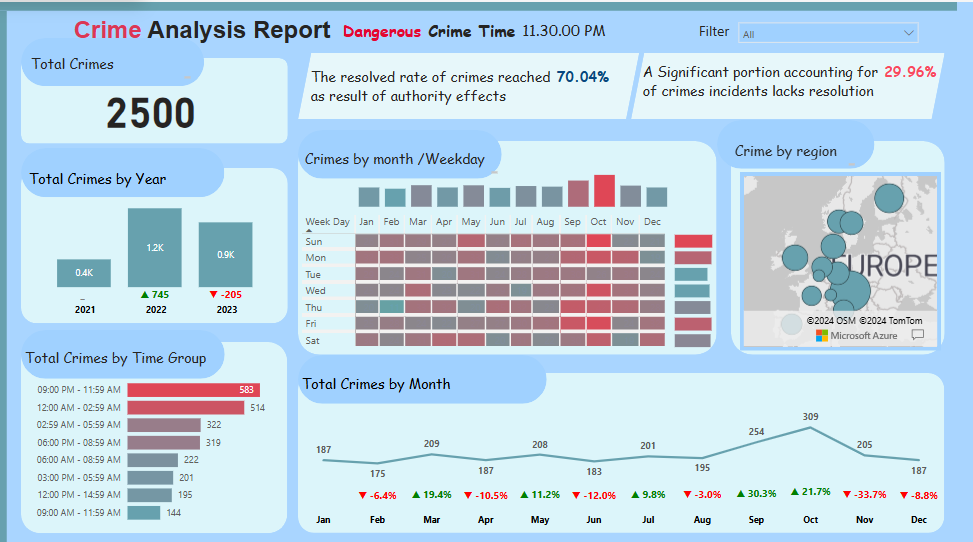 Crime Analysis Report Dangerous Crime Time 11.30.00 PM
Filter All
Total Crimes
2500
The resolved rate of crimes reached 70.04%
as result of authority effects
A Significant portion accounting for 29.96%
of crimes incidents lacks resolution
Total Crimes by Year
0.4K 1.2K 0.9K
_ ▲ 745 ▼ -205
2021 2022 2023
Crimes by month /Weekday
Week Day Jan Feb Mar Apr May Jun Jul Aug Sep Oct Nov Dec
Sun
Mon
Tue
Wed
Thu
Fri
Sat
Crime by region
EUROPE
©2024 OSM ©2024 TomTom
Microsoft Azure
Total Crimes by Time Group
09:00 PM - 11:59 AM 583
12:00 AM - 02:59 AM 514
02:59 AM - 05:59 AM 322
06:00 PM - 08:59 AM 319
06:00 AM - 08:59 AM 222
03:00 PM - 05:59 AM 201
12:00 PM - 14:59 AM 195
09:00 AM - 11:59 AM 144
Total Crimes by Month
187 175 209 187 208 183 201 195 254 309 205 187
▼ -6.4% ▲ 19.4% ▼ -10.5% ▲ 11.2% ▼ -12.0% ▲ 9.8% ▼ -3.0% ▲ 30.3% ▲ 21.7% ▼ -33.7% ▼ -8.8%
Jan Feb Mar Apr May Jun Jul Aug Sep Oct Nov Dec